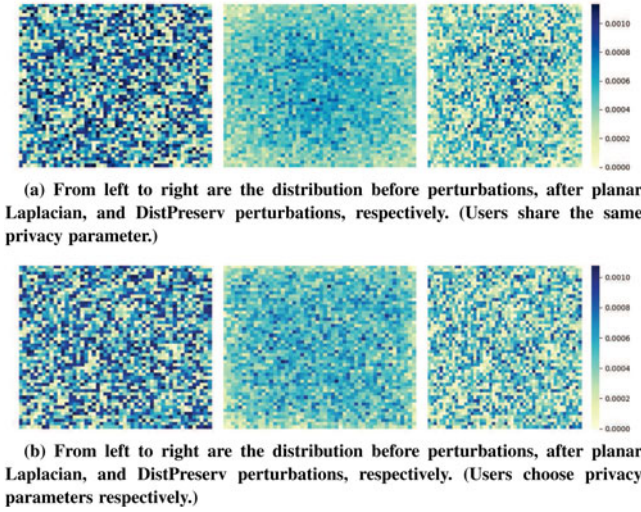 0.0010
0.0008
0.0006
0.0004
0.0002
0.0000
(a) From left to right are the distribution before perturbations, after planar
Laplacian, and DistPreserv perturbations, respectively. (Users share the same
privacy parameter.)
0.0010
0.0008
0.0006
0.0004
0.0002
0.0000
(b) From left to right are the distribution before perturbations, after planar
Laplacian, and DistPreserv perturbations, respectively. (Users choose privacy
parameters respectively.)